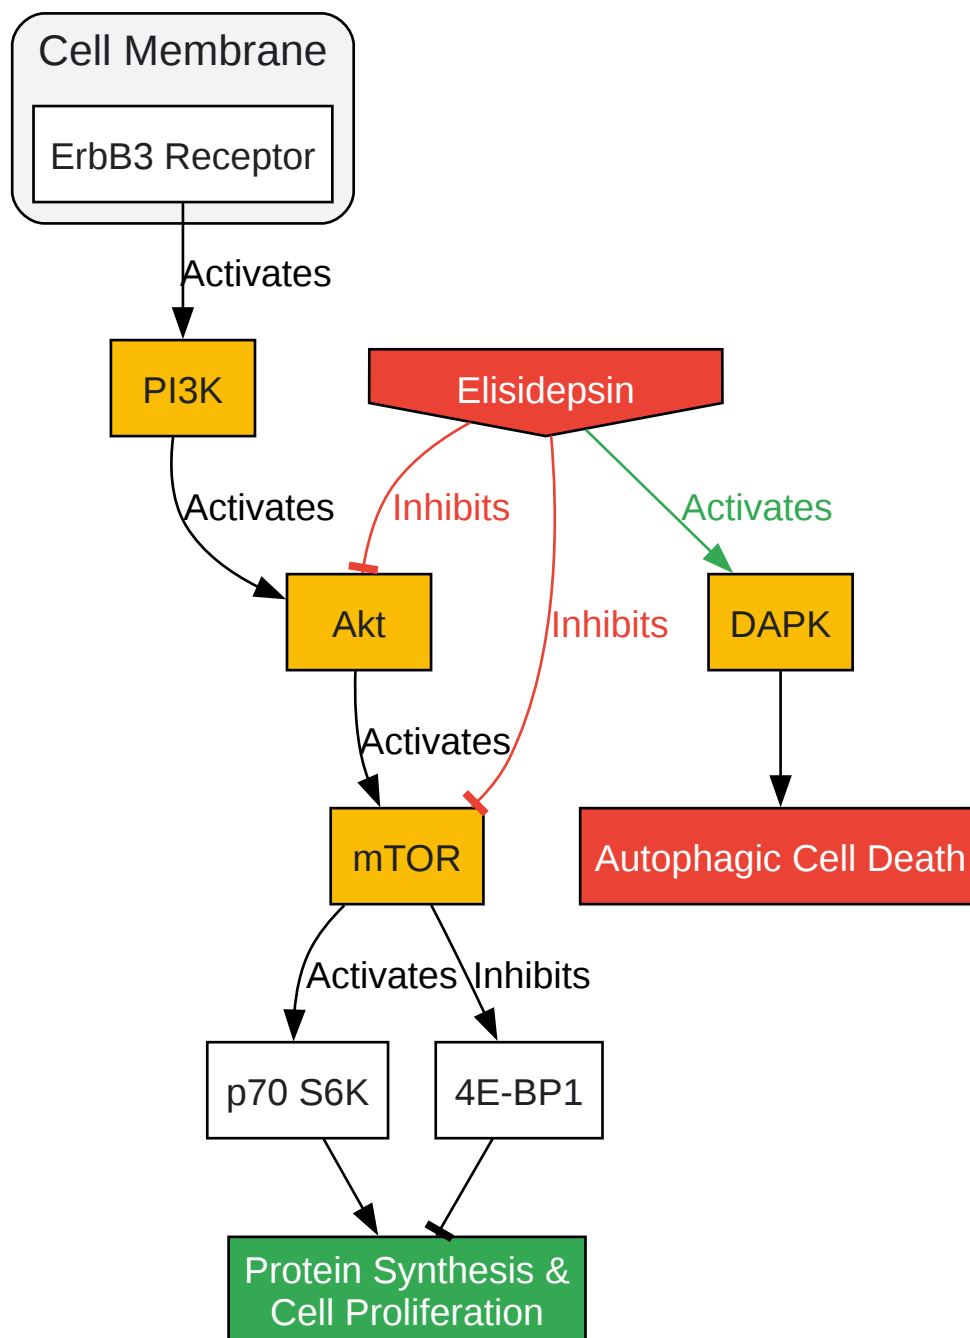 Cell Membrane
ErbB3 Receptor
Activates
PI3K
Elisidepsin
Activates
Inhibits
Activates
Akt
Inhibits
DAPK
Activates
mTOR
Autophagic Cell Death
Activates
Inhibits
p70 S6K
4E-BP1
Protein Synthesis &
Cell Proliferation